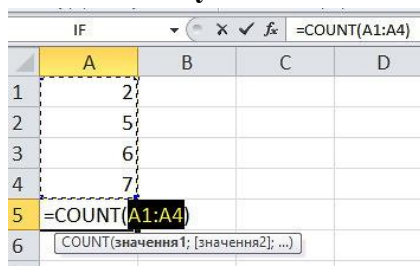 IF =COUNT(A1:A4)
A B C D
1 2
2 5
3 6
4 7
5 =COUNT(A1:A4)
6 COUNT(значення1; [значення2]; ...)